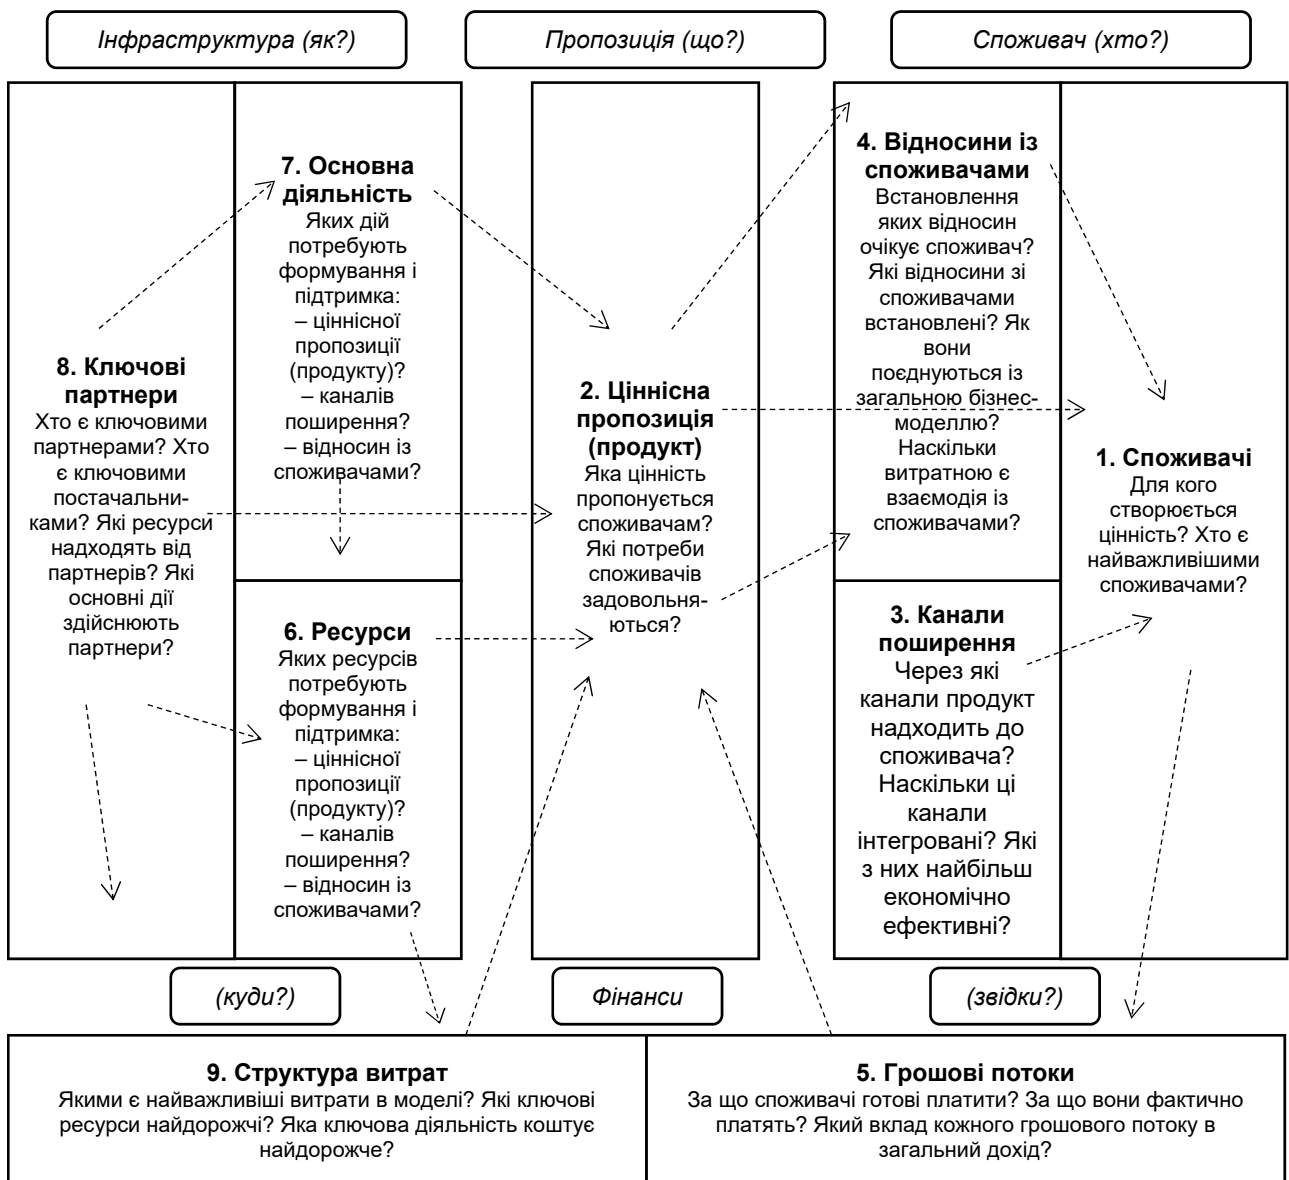 Інфраструктура (як?)
Пропозиція (що?)
Споживач (хто?)
8. Ключові
партнери
Хто є ключовими
партнерами? Хто
є ключовими
постачальни-
ками? Які ресурси
надходять від
партнерів? Які
основні дії
здійснюють
партнери?
7. Основна
діяльність
Яких дій
потребують
формування і
підтримка:
– ціннісної
пропозиції
(продукту)?
– каналів
поширення?
– відносин із
споживачами?
6. Ресурси
Яких ресурсів
потребують
формування і
підтримка:
– ціннісної
пропозиції
(продукту)?
– каналів
поширення?
– відносин із
споживачами?
2. Ціннісна
пропозиція
(продукт)
Яка цінність
пропонується
споживачам?
Які потреби
споживачів
задовольня-
ються?
4. Відносини із
споживачами
Встановлення
яких відносин
очікує споживач?
Які відносини зі
споживачами
встановлені? Як
вони
поєднуються із
загальною бізнес-
моделлю?
Наскільки
витратною є
взаємодія із
споживачами?
3. Канали
поширення
Через які
канали продукт
надходить до
споживача?
Наскільки ці
канали
інтегровані? Які
з них найбільш
економічно
ефективні?
1. Споживачі
Для кого
створюється
цінність? Хто є
найважливішими
споживачами?
(куди?)
Фінанси
(звідки?)
9. Структура витрат
Якими є найважливіші витрати в моделі? Які ключові
ресурси найдорожчі? Яка ключова діяльність коштує
найдорожче?
5. Грошові потоки
За що споживачі готові платити? За що вони фактично
платять? Який вклад кожного грошового потоку в
загальний дохід?